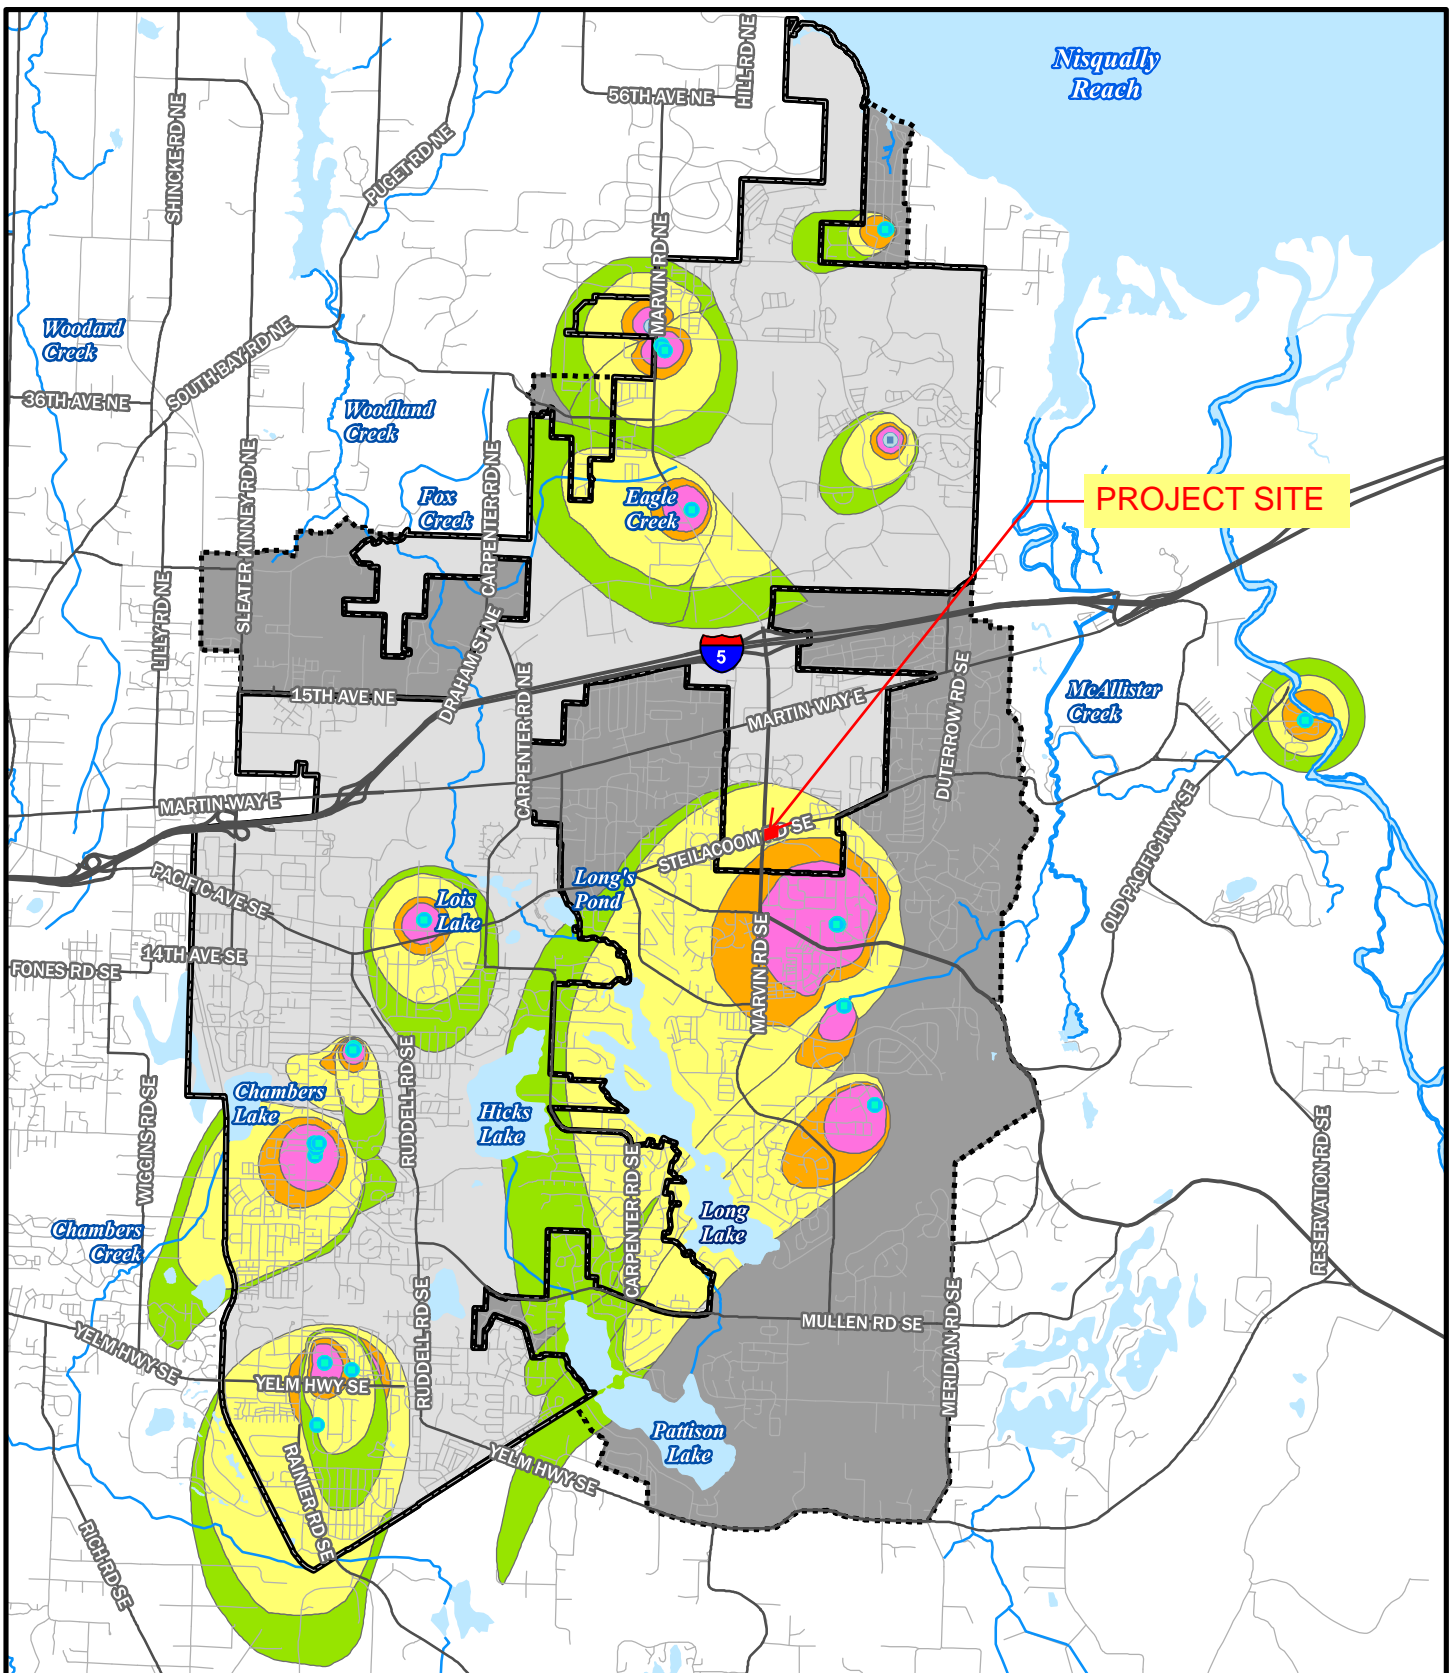 Nisqually
Reach
HILL RD NE
56TH AVE NE
SHINCKE RD NE
PUGET RD NE
MARVIN RD NE
Woodard
Creek
SOUTH BAY RD NE
36TH AVE NE
Woodland
Creek
SLEATER KINNEY RD NE
CARPENTER RD NE
Fox
Creek
Eagle
Creek
PROJECT SITE
LILLY RD NE
DRAHAM ST NE
5
15TH AVE NE
CARPENTER RD NE
MARTIN WAY E
DUTERROW RD SE
McAllister
Creek
MARTIN WAY E
STEILACOOM RD SE
OLD PACIFIC HWY SE
PACIFIC AVE SE
Long's
Pond
Lois
Lake
14TH AVE SE
FONES RD SE
MARVIN RD SE
RUDDELL RD SE
WIGGINS RD SE
Chambers
Lake
Hicks
Lake
CARPENTER RD SE
RESERVATION RD SE
Long
Lake
Chambers
Creek
RUDDELL RD SE
MERIDIAN RD SE
MULLEN RD SE
YELM HWY SE
YELM HWY SE
Pattison
Lake
YELM HWY SE
RAINIER RD SE
RICH RD SE